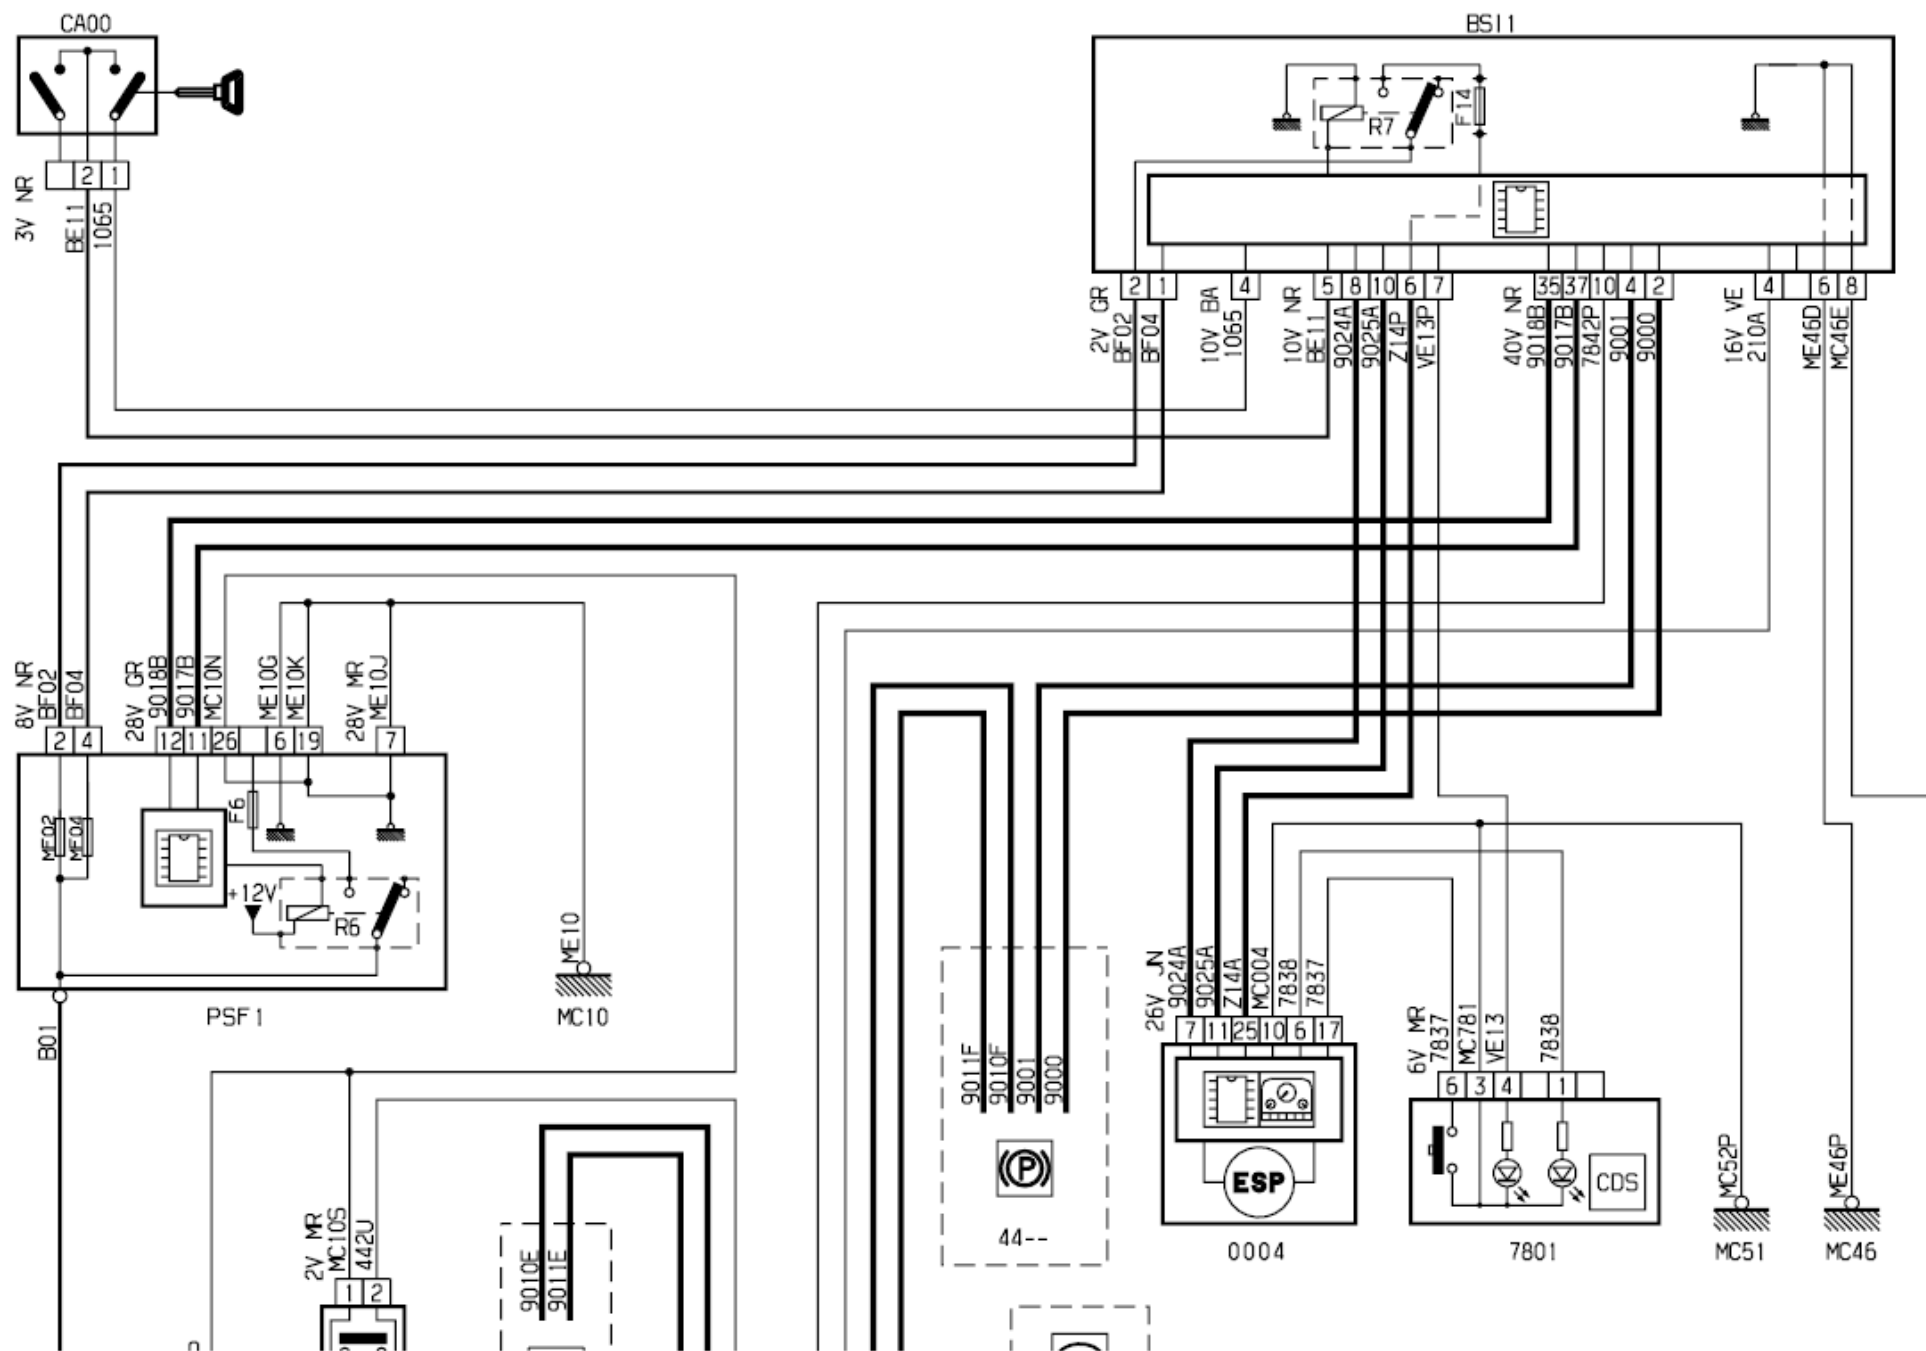 CA00
BSI1
R7
F14
2 1
3V NR
BE11
1065
2 1 4 5 8 10 6 7 35 37 10 4 2 4 6 8
2V GR
BF02
BF04
10V BA
1065
10V NR
BE11
9024A
9025A
Z14P
VE13P
40V NR
9018B
9017B
7842P
9001
9000
16V VE
210A
ME46D
MC46E
8V NR
BF02
BF04
28V GR
9018B
9017B
MC10N
ME10G
ME10K
28V MR
ME10J
2 4 12 11 26 6 19 7
MF02
MF04
F6
+12V
R6
PSF1
B01
ME10
MC10
2V MR
MC10S
442U
1 2
9010E
9011E
9011F
9010F
9001
9000
P
44--
26V JN
9024A
9025A
Z14A
MC004
7838
7837
7 11 25 10 6 17
ESP
0004
6V MR
7837
MC781
VE13
7838
6 3 4 1
CDS
7801
MC52P
MC51
ME46P
MC46